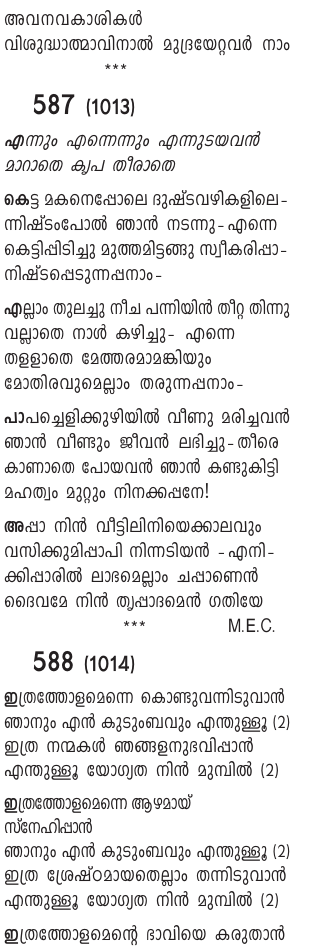 അവനവകാശികൾ
വിശുദ്ധാത്മാവിനാൽ മുദ്രയേറ്റവർ നാം
***
587 (1013)
എന്നും എന്നെന്നും എന്നുടയവൻ
മാറാതെ കൃപ തീരാതെ
കെട്ട മകനെപ്പോലെ ദുഷ്ടവഴികളിലെ-
ന്നിഷ്ടംപോൽ ഞാൻ നടന്നു - എന്നെ
കെട്ടിപ്പിടിച്ചു മുത്തമിട്ടങ്ങു സ്വീകരിപ്പാ-
നിഷ്ടപ്പെടുന്നപ്പനാം-
എല്ലാം തുലച്ചു നീച പന്നിയിൻ തീറ്റ തിന്നു
വല്ലാതെ നാൾ കഴിച്ചു- എന്നെ
തള്ളാതെ മേത്തരമാമങ്കിയും
മോതിരവുമെല്ലാം തരുന്നപ്പനാം-
പാപച്ചെളിക്കുഴിയിൽ വീണു മരിച്ചവൻ
ഞാൻ വീണ്ടും ജീവൻ ലഭിച്ചു - തീരെ
കാണാതെ പോയവൻ ഞാൻ കണ്ടുകിട്ടി
മഹത്വം മുറ്റും നിനക്കപ്പനേ!
അപ്പാ നിൻ വീട്ടിലിനിയെക്കാലവും
വസിക്കുമിപ്പാപി നിന്നടിയൻ - എനി-
ക്കിപ്പാരിൽ ലാഭമെല്ലാം ചപ്പാണെൻ
ദൈവമേ നിൻ തൃപ്പാദമെൻ ഗതിയേ
*** M.E.C.
588 (1014)
ഇത്രത്തോളമെന്നെ കൊണ്ടുവന്നിടുവാൻ
ഞാനും എൻ കുടുംബവും എന്തുള്ളൂ (2)
ഇത്ര നന്മകൾ ഞങ്ങളനുഭവിപ്പാൻ
എന്തുള്ളൂ യോഗ്യത നിൻ മുമ്പിൽ (2)
ഇത്രത്തോളമെന്നെ ആഴമായ്
സ്നേഹിപ്പാൻ
ഞാനും എൻ കുടുംബവും എന്തുള്ളൂ (2)
ഇത്ര ശ്രേഷ്ഠമായതെല്ലാം തന്നിടുവാൻ
എന്തുള്ളൂ യോഗ്യത നിൻ മുമ്പിൽ (2)
ഇത്രത്തോളമെന്റെ ഭാവിയെ കരുതാൻ